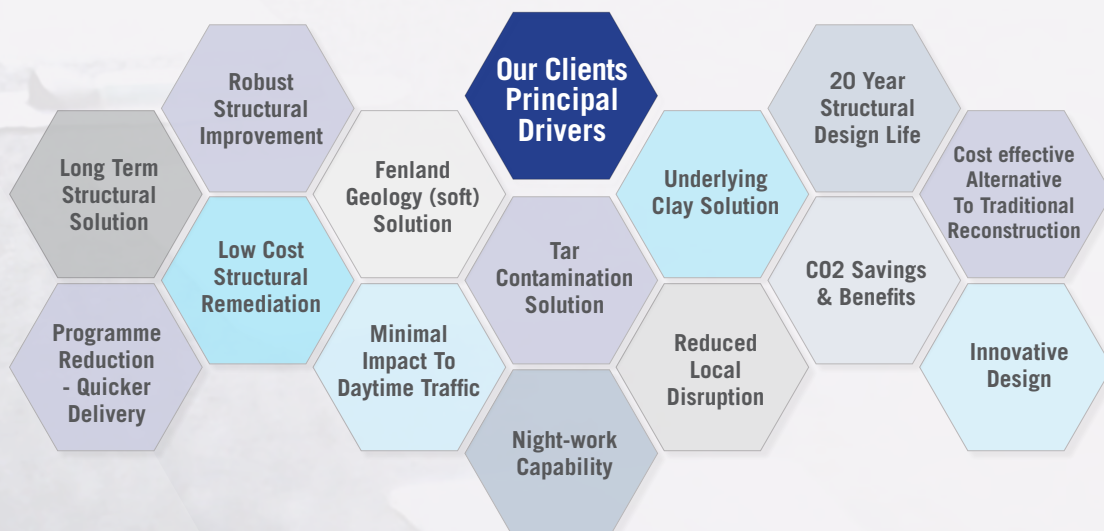 Our Clients
Principal
Drivers
Robust
Structural
Improvement
20 Year
Structural
Design Life
Long Term
Structural
Solution
Fenland
Geology (soft)
Solution
Underlying
Clay Solution
Cost effective
Alternative
To Traditional
Reconstruction
Low Cost
Structural
Remediation
Tar
Contamination
Solution
CO2 Savings
& Benefits
Programme
Reduction
- Quicker
Delivery
Minimal
Impact To
Daytime Traffic
Reduced
Local
Disruption
Innovative
Design
Night-work
Capability